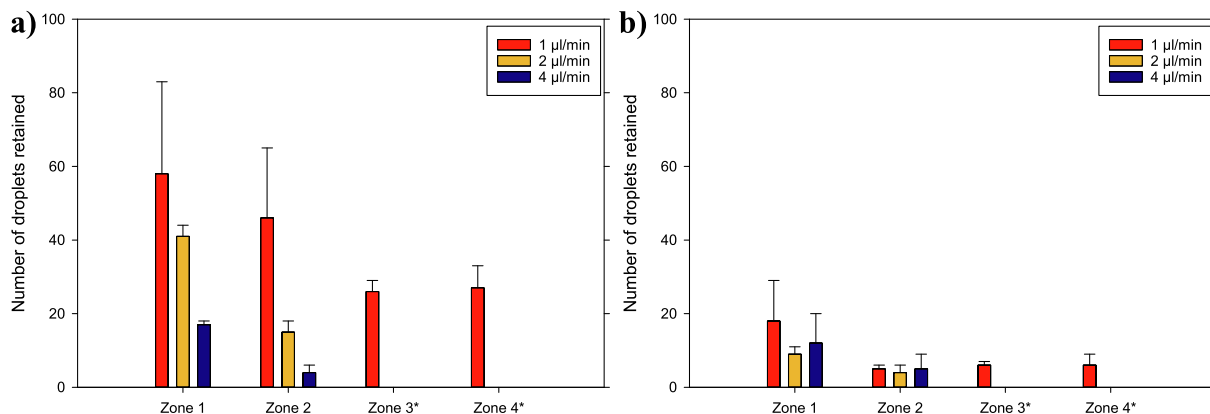 a)
Number of droplets retained
100
80
60
40
20
0
1 µl/min
2 µl/min
4 µl/min
Zone 1 Zone 2 Zone 3* Zone 4*
b)
Number of droplets retained
100
80
60
40
20
0
1 µl/min
2 µl/min
4 µl/min
Zone 1 Zone 2 Zone 3* Zone 4*